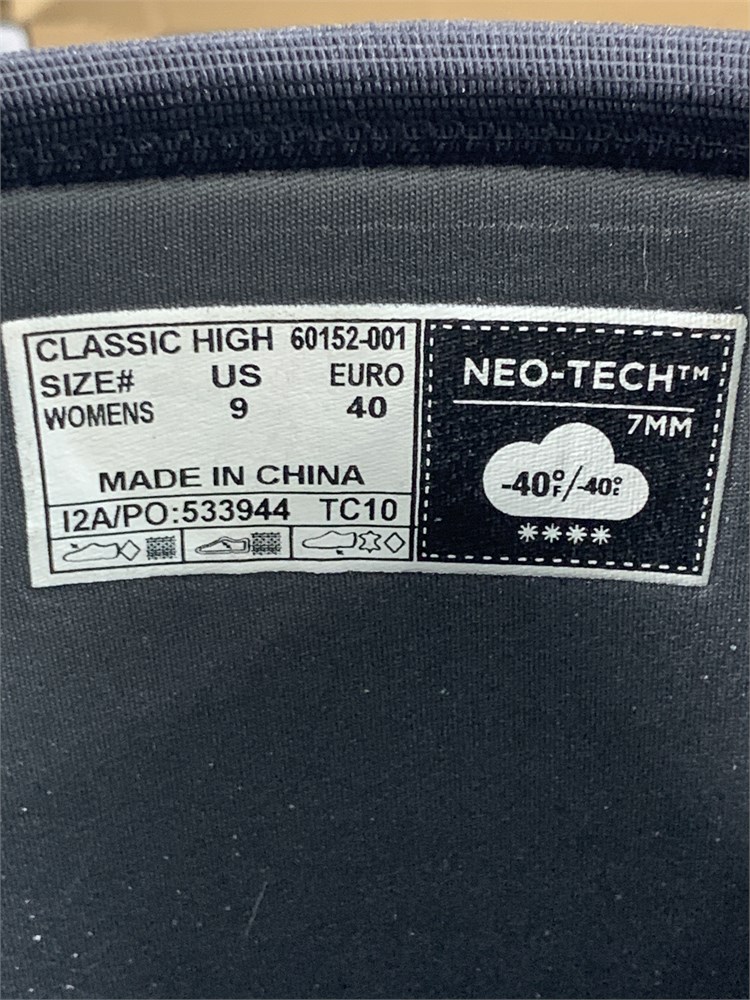 CLASSIC HIGH 60152-001
SIZE# US EURO
WOMENS 9 40
MADE IN CHINA
I2A/PO:533944 TC10
NEO-TECH™
7MM
-40°F/-40°C
****